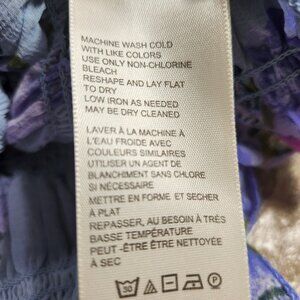 MACHINE WASH COLD
WITH LIKE COLORS
USE ONLY NON-CHLORINE
BLEACH
RESHAPE AND LAY FLAT
TO DRY
LOW IRON AS NEEDED
MAY BE DRY CLEANED
LAVER À LA MACHINE À
L'EAU FROIDE AVEC
COULEURS SIMILAIRES
UTILISER UN AGENT DE
BLANCHIMENT SANS CHLORE
SI NÉCESSAIRE
METTRE EN FORME ET SECHER
À PLAT
REPASSER, AU BESOIN À TRÈS
BASSE TEMPÉRATURE
PEUT -ÊTRE ÊTRE NETTOYÉE
À SEC
30 P